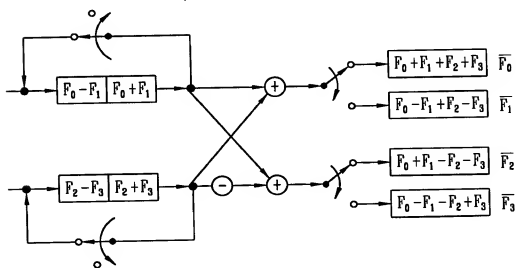 F₀+F₁+F₂+F₃ F̅₀
F₀-F₁ F₀+F₁ +
F₀-F₁+F₂-F₃ F̅₁
F₀+F₁-F₂-F₃ F̅₂
F₂-F₃ F₂+F₃ - +
F₀-F₁-F₂+F₃ F̅₃